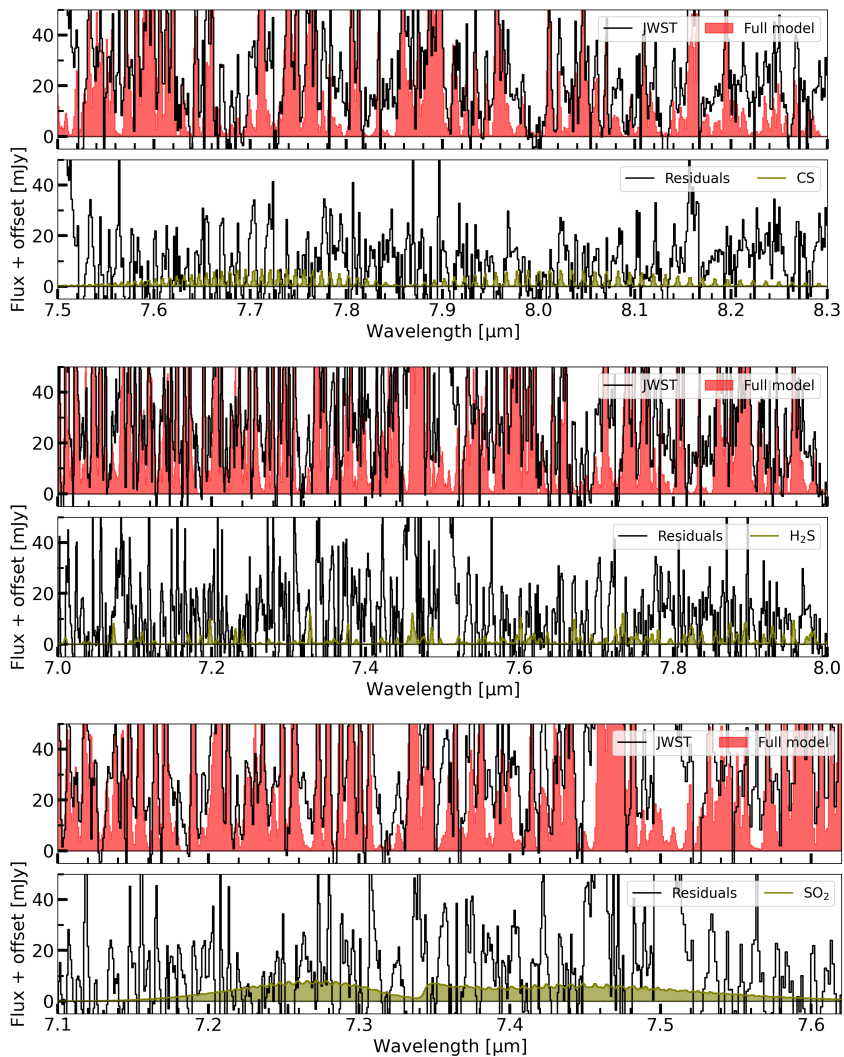 40
20
0
JWST
Full model
40
20
0
Residuals
CS
Flux + offset [mJy]
7.5 7.6 7.7 7.8 7.9 8.0 8.1 8.2 8.3
Wavelength [μm]
40
20
0
JWST
Full model
40
20
0
Residuals
H₂S
Flux + offset [mJy]
7.0 7.2 7.4 7.6 7.8 8.0
Wavelength [μm]
40
20
0
JWST
Full model
40
20
0
Residuals
SO₂
Flux + offset [mJy]
7.1 7.2 7.3 7.4 7.5 7.6
Wavelength [μm]